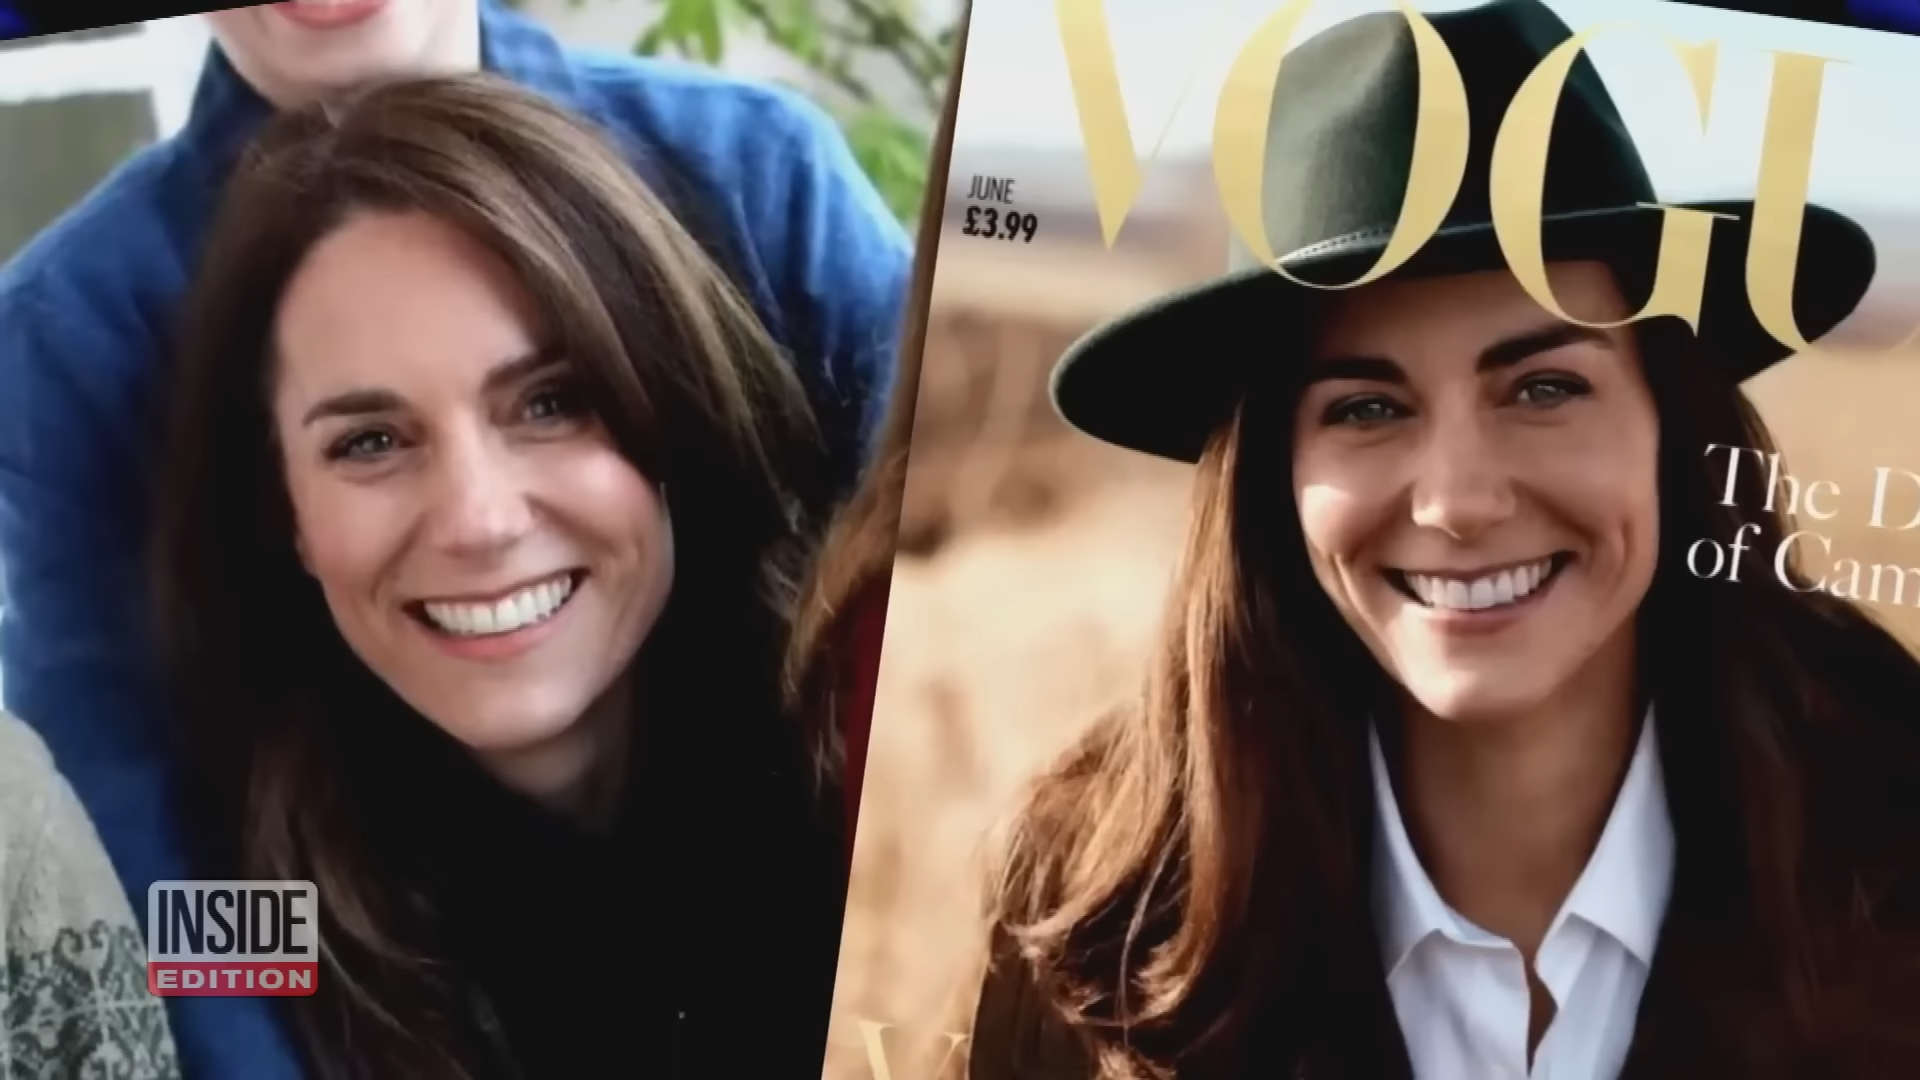 VOGU
JUNE
£3.99
The D
of Cam
V
INSIDE
EDITION